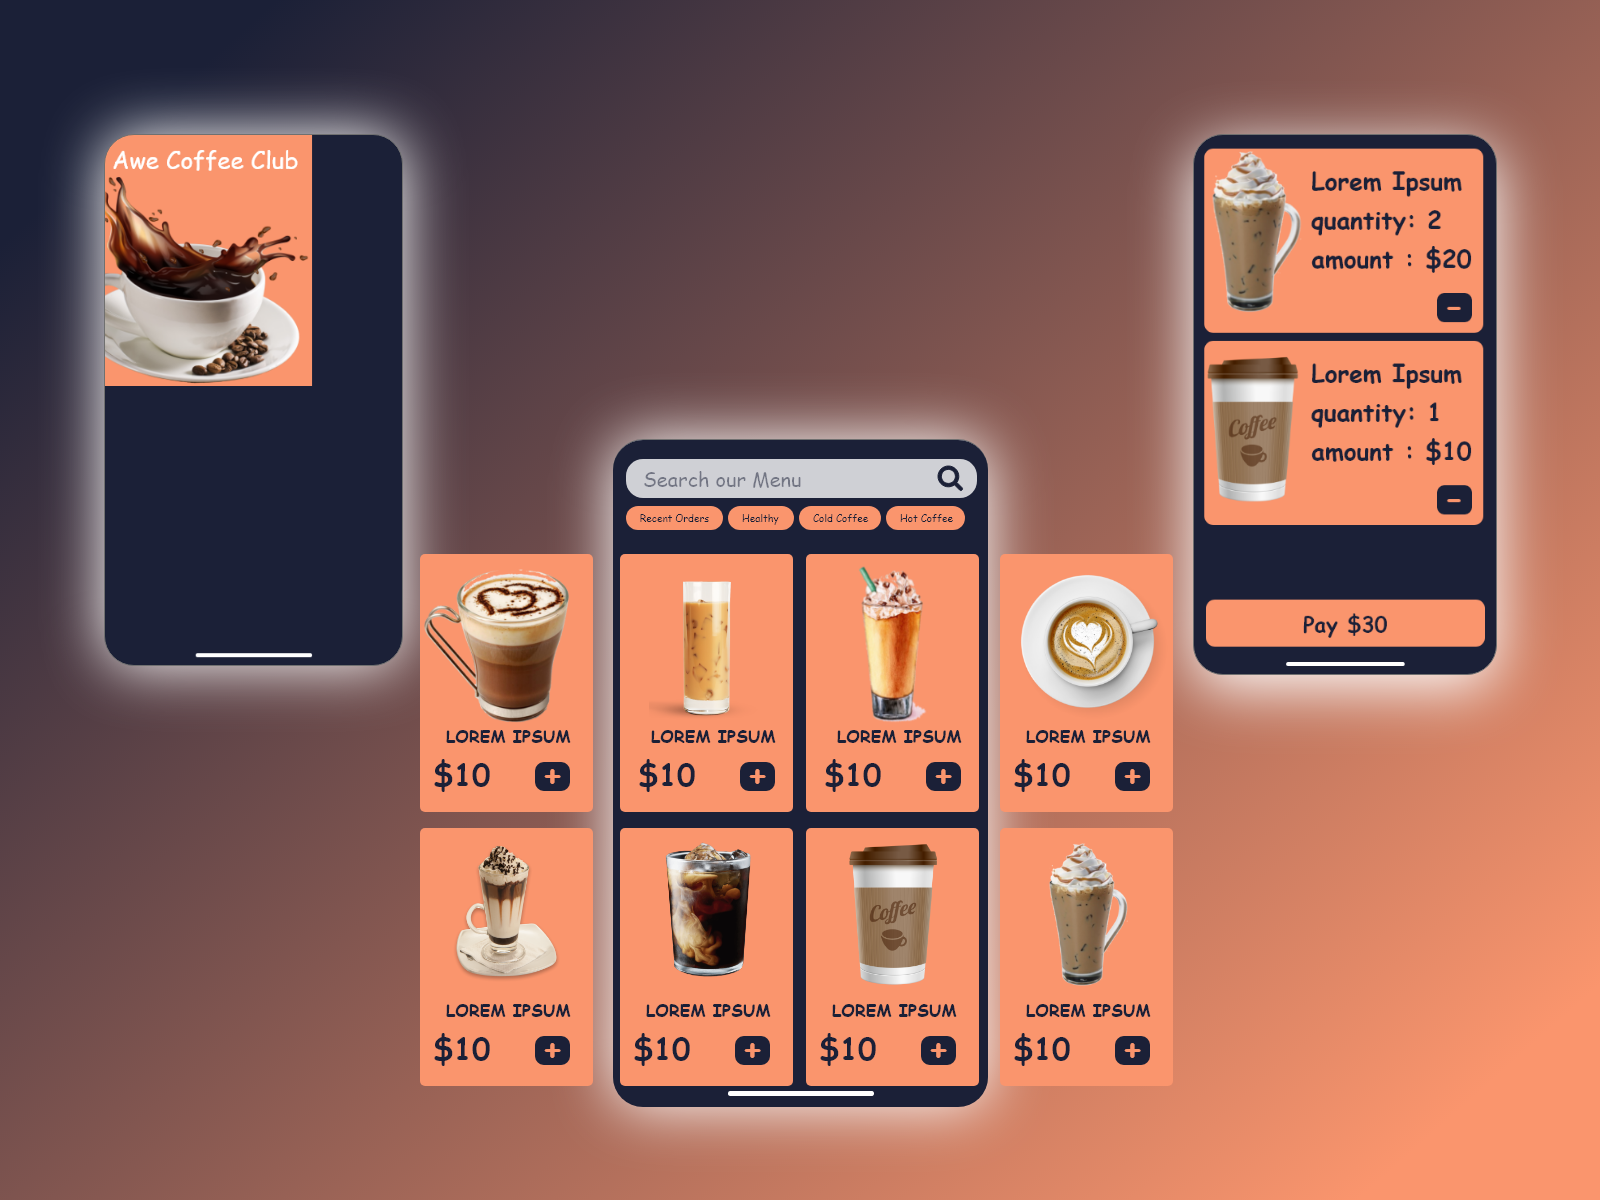 Awe Coffee Club
Lorem Ipsum
quantity: 2
amount : $20
Lorem Ipsum
quantity: 1
amount : $10
Pay $30
Coffee
Search our Menu
Recent Orders
Healthy
Cold Coffee
Hot Coffee
LOREM IPSUM
$10
LOREM IPSUM
$10
LOREM IPSUM
$10
LOREM IPSUM
$10
LOREM IPSUM
$10
LOREM IPSUM
$10
Coffee
LOREM IPSUM
$10
LOREM IPSUM
$10